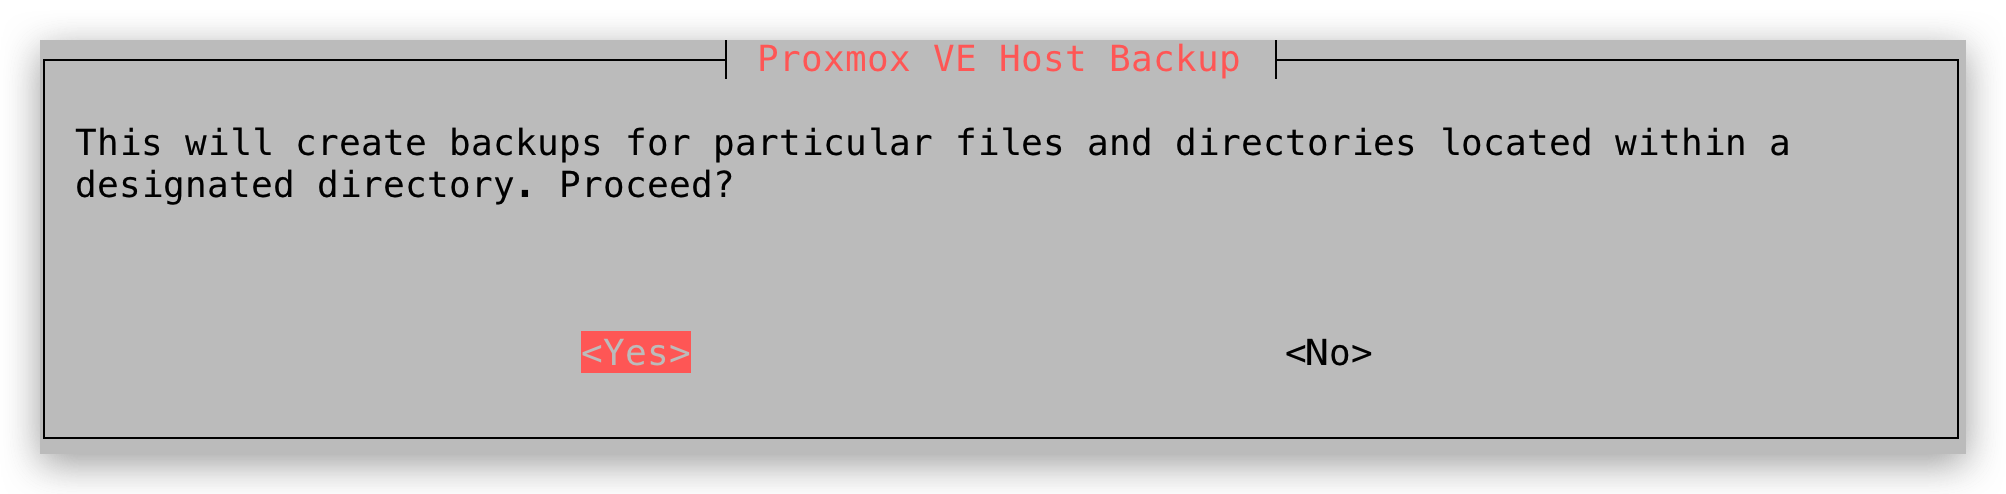 Proxmox VE Host Backup
This will create backups for particular files and directories located within a
designated directory. Proceed?
<Yes> <No>